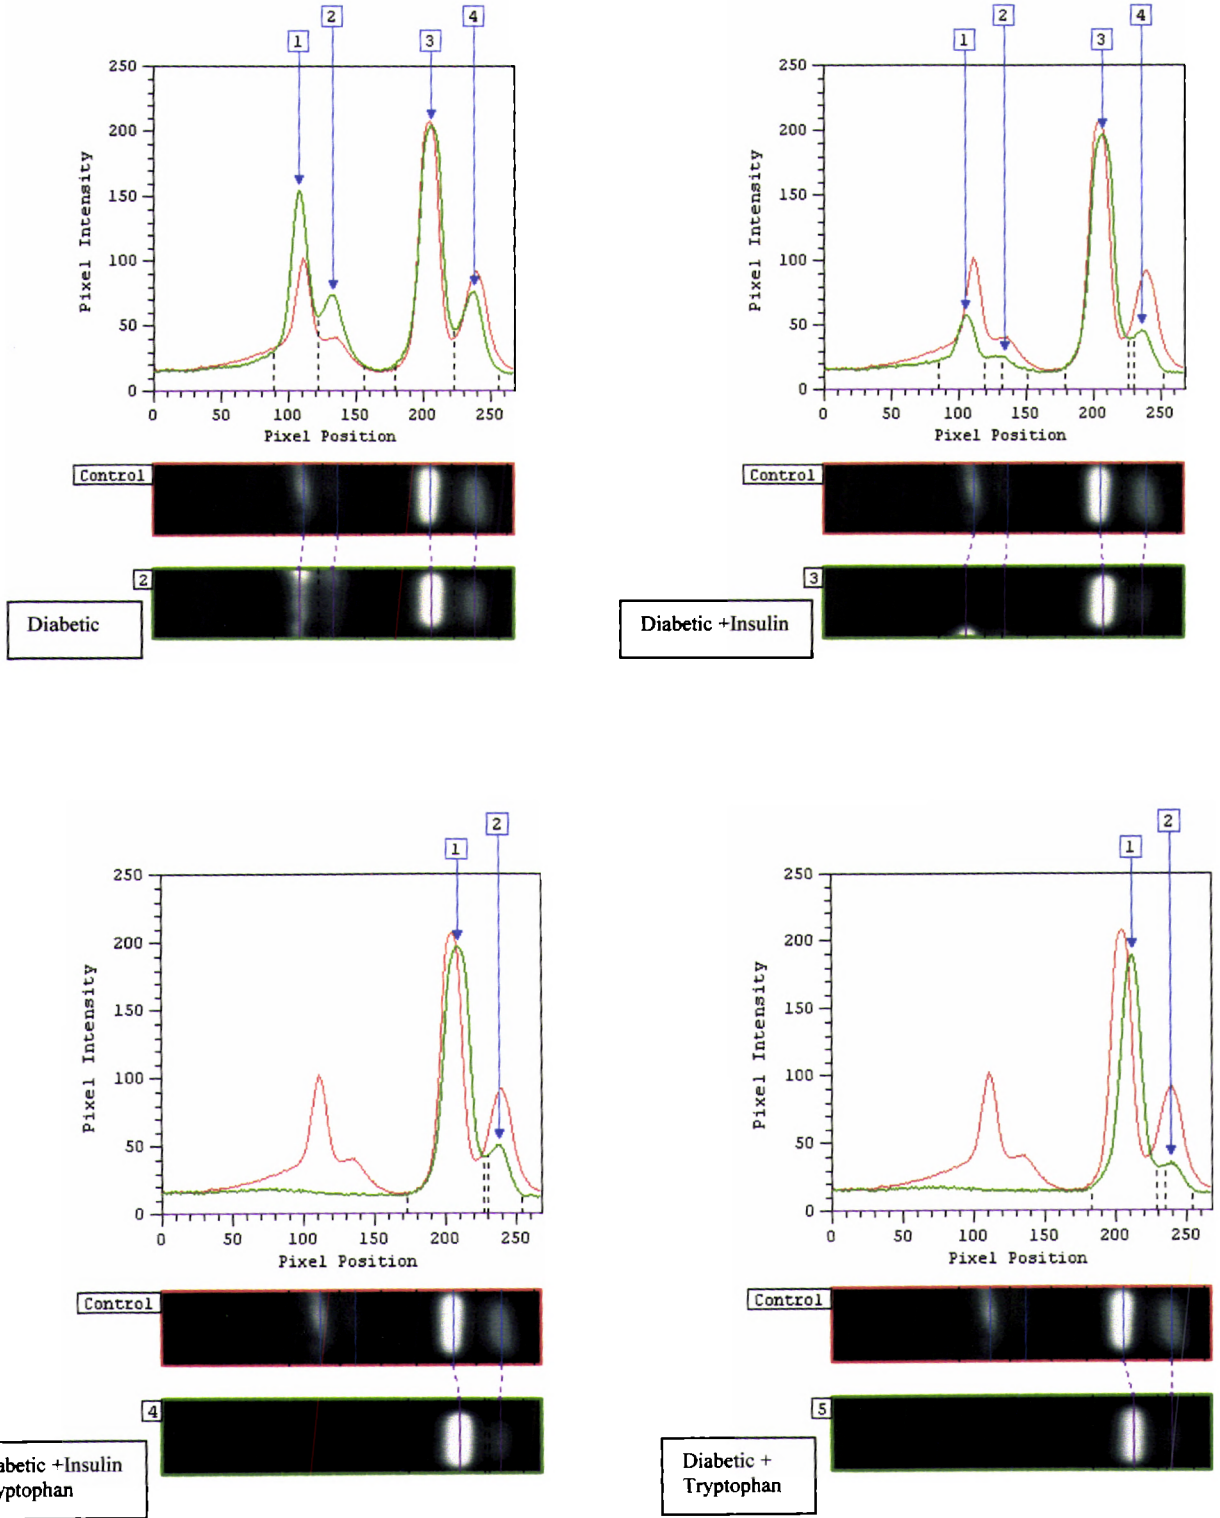 2 4 2 4
1 3 1 3
250 250
200 200
150 150
100 100
50 50
0 0
Pixel Intensity Pixel Intensity
0 50 100 150 200 250 0 50 100 150 200 250
Pixel Position Pixel Position
Control Control
2 3
Diabetic Diabetic +Insulin
2 2
1 1
250 250
200 200
150 150
100 100
50 50
0 0
Pixel Intensity Pixel Intensity
0 50 100 150 200 250 0 50 100 150 200 250
Pixel Position Pixel Position
Control Control
4 5
abetic +Insulin Diabetic +
yptophan Tryptophan